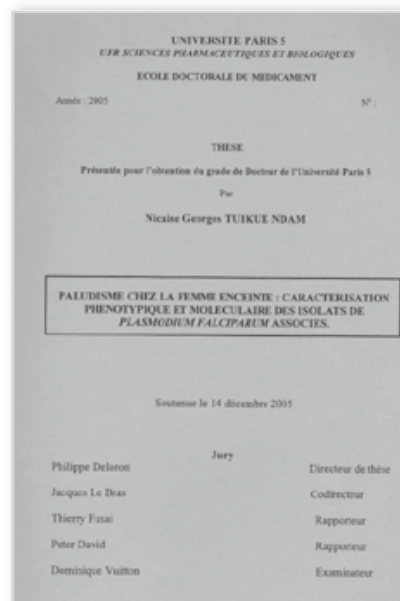 UNIVERSITE PARIS 5
UFR SCIENCES PHARMACEUTIQUES ET BIOLOGIQUES
ECOLE DOCTORALE DU MEDICAMENT
Année : 2005 N° :
THESE
Présentée pour l'obtention du grade de Docteur de l'Université Paris 5
Par
Nicaise Georges TUIKUE NDAM
PALUDISME CHEZ LA FEMME ENCEINTE : CARACTERISATION
PHENOTYPIQUE ET MOLECULAIRE DES ISOLATS DE
PLASMODIUM FALCIPARUM ASSOCIES.
Soutenue le 14 décembre 2005
Jury
Philippe Deloron Directeur de thèse
Jacques Le Bras Codirecteur
Thierry Fusai Rapporteur
Peter David Rapporteur
Dominique Vuitton Examinateur